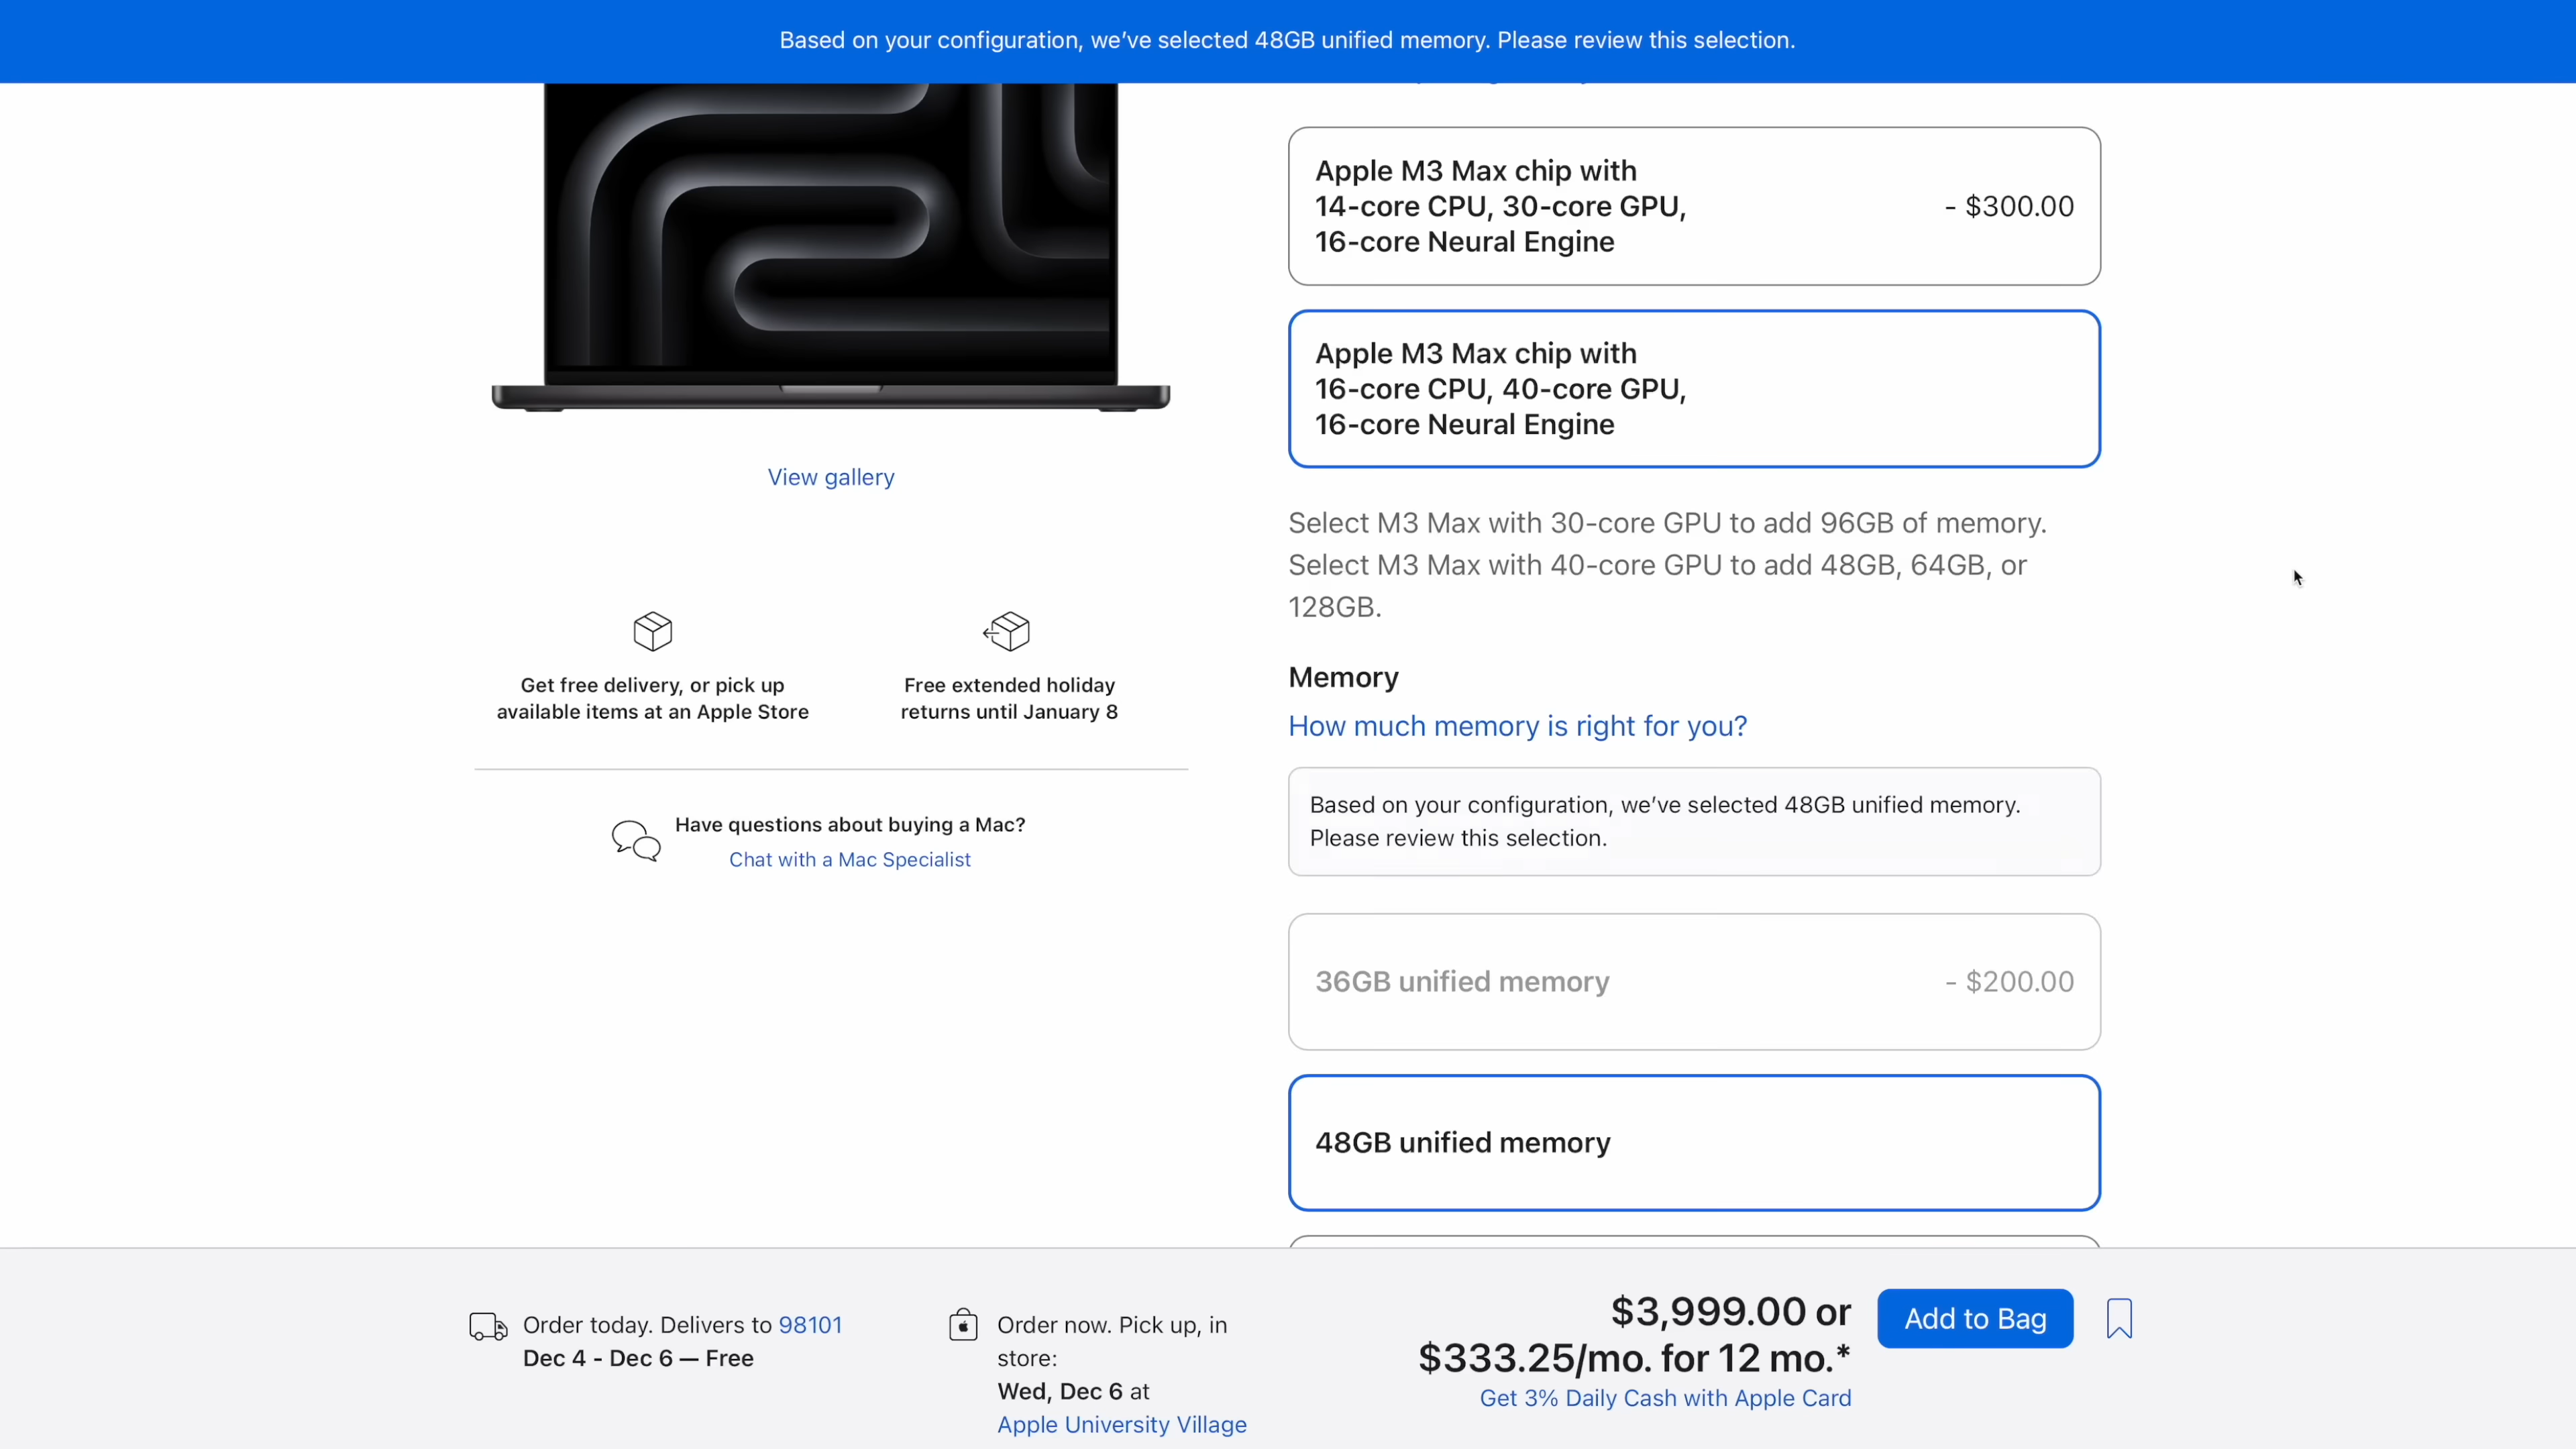 Based on your configuration, we’ve selected 48GB unified memory. Please review this selection.
Apple M3 Max chip with
14-core CPU, 30-core GPU,
16-core Neural Engine
- $300.00
Apple M3 Max chip with
16-core CPU, 40-core GPU,
16-core Neural Engine
View gallery
Select M3 Max with 30-core GPU to add 96GB of memory.
Select M3 Max with 40-core GPU to add 48GB, 64GB, or
128GB.
Get free delivery, or pick up
available items at an Apple Store
Free extended holiday
returns until January 8
Have questions about buying a Mac?
Chat with a Mac Specialist
Memory
How much memory is right for you?
Based on your configuration, we’ve selected 48GB unified memory.
Please review this selection.
36GB unified memory
- $200.00
48GB unified memory
Order today. Delivers to 98101
Dec 4 - Dec 6 — Free
Order now. Pick up, in
store:
Wed, Dec 6 at
Apple University Village
$3,999.00 or
$333.25/mo. for 12 mo.*
Get 3% Daily Cash with Apple Card
Add to Bag